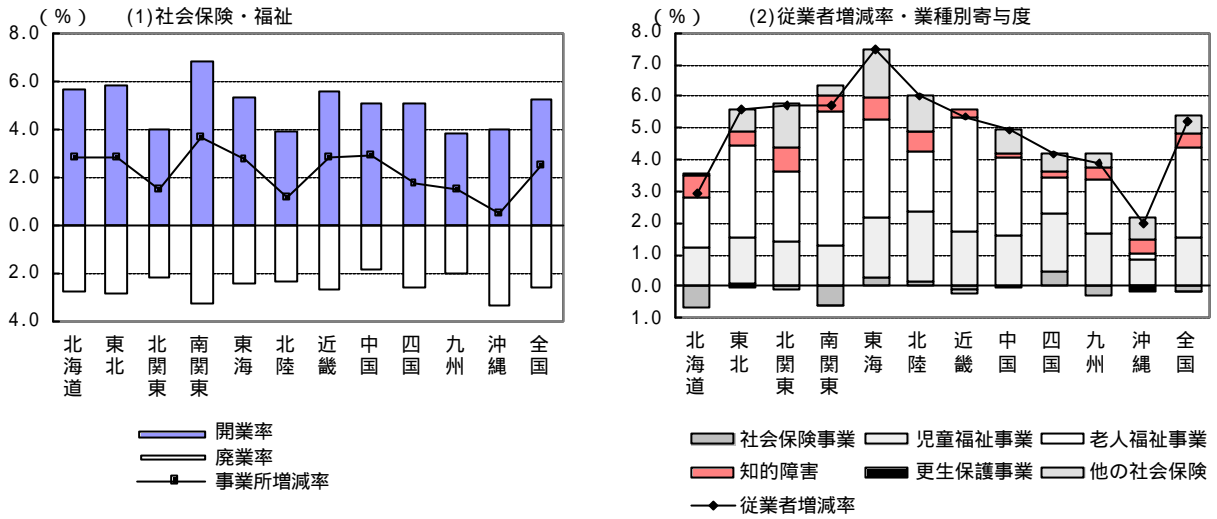 (%) (1)社会保険・福祉
8.0
6.0
4.0
2.0
0.0
2.0
4.0
北海道 東北 北関東 南関東 東海 北陸 近畿 中国 四国 九州 沖縄 全国
開業率
廃業率
事業所増減率
(%) (2)従業者増減率・業種別寄与度
8.0
7.0
6.0
5.0
4.0
3.0
2.0
1.0
0.0
1.0
北海道 東北 北関東 南関東 東海 北陸 近畿 中国 四国 九州 沖縄 全国
社会保険事業 児童福祉事業 老人福祉事業
知的障害 更生保護事業 他の社会保険
従業者増減率